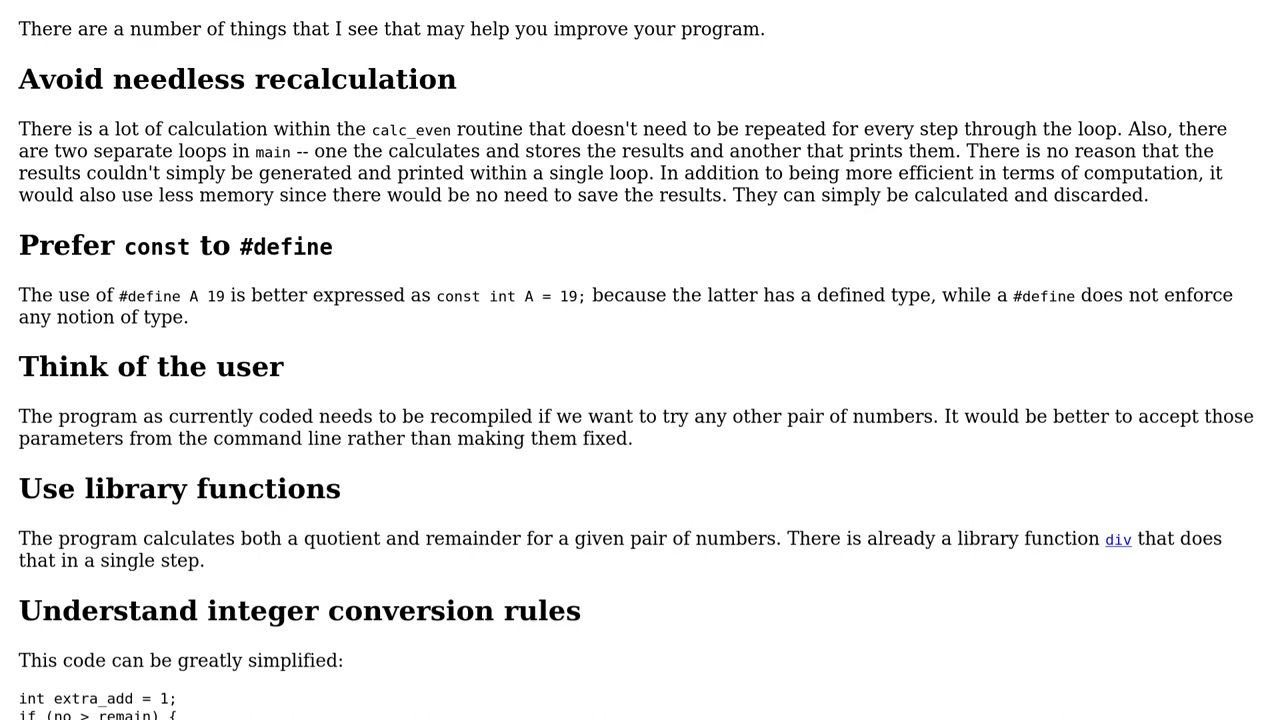 There are a number of things that I see that may help you improve your program.
Avoid needless recalculation
There is a lot of calculation within the calc_even routine that doesn't need to be repeated for every step through the loop. Also, there
are two separate loops in main -- one the calculates and stores the results and another that prints them. There is no reason that the
results couldn't simply be generated and printed within a single loop. In addition to being more efficient in terms of computation, it
would also use less memory since there would be no need to save the results. They can simply be calculated and discarded.
Prefer const to #define
The use of #define A 19 is better expressed as const int A = 19; because the latter has a defined type, while a #define does not enforce
any notion of type.
Think of the user
The program as currently coded needs to be recompiled if we want to try any other pair of numbers. It would be better to accept those
parameters from the command line rather than making them fixed.
Use library functions
The program calculates both a quotient and remainder for a given pair of numbers. There is already a library function div that does
that in a single step.
Understand integer conversion rules
This code can be greatly simplified:
int extra_add = 1;
if (no > remain) {